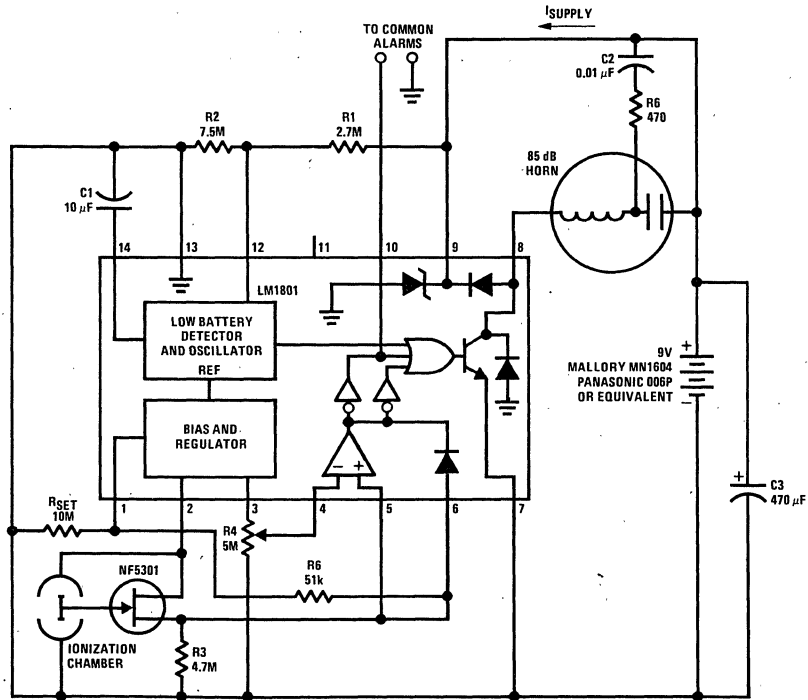 ISUPPLY
TO COMMON
ALARMS
C2
0.01 µF
R6
470
R2
7.5M
R1
2.7M
85 dB
HORN
C1
10 µF
14
13
12
11
10
9
8
LM1801
LOW BATTERY
DETECTOR
AND OSCILLATOR
REF
BIAS AND
REGULATOR
9V
MALLORY MN1604
PANASONIC 006P
OR EQUIVALENT
+
−
− +
+
C3
470 µF
1
2
3
4
5
6
7
RSET
10M
R4
5M
NF5301
R6
51k
IONIZATION
CHAMBER
R3
4.7M